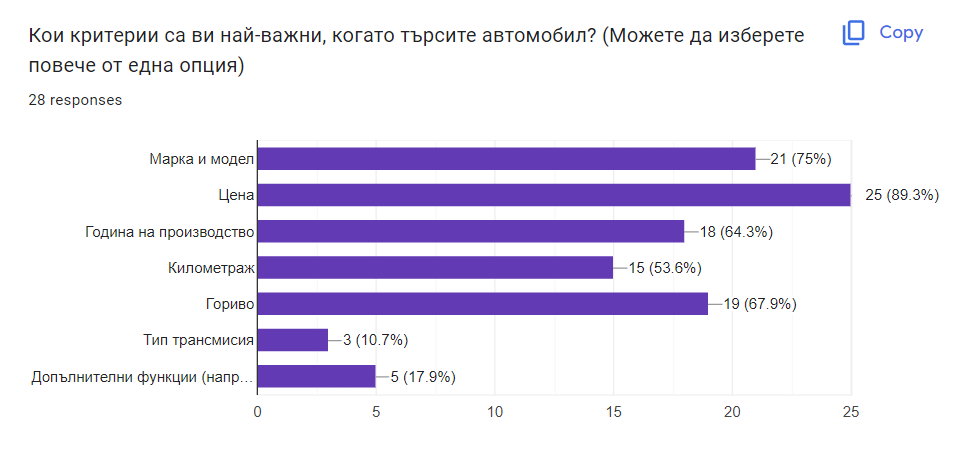 Кои критерии са ви най-важни, когато търсите автомобил? (Можете да изберете
повече от една опция)
Copy
28 responses
Марка и модел 21 (75%)
Цена 25 (89.3%)
Година на производство 18 (64.3%)
Километраж 15 (53.6%)
Гориво 19 (67.9%)
Тип трансмисия 3 (10.7%)
Допълнителни функции (напр… 5 (17.9%)
0 5 10 15 20 25